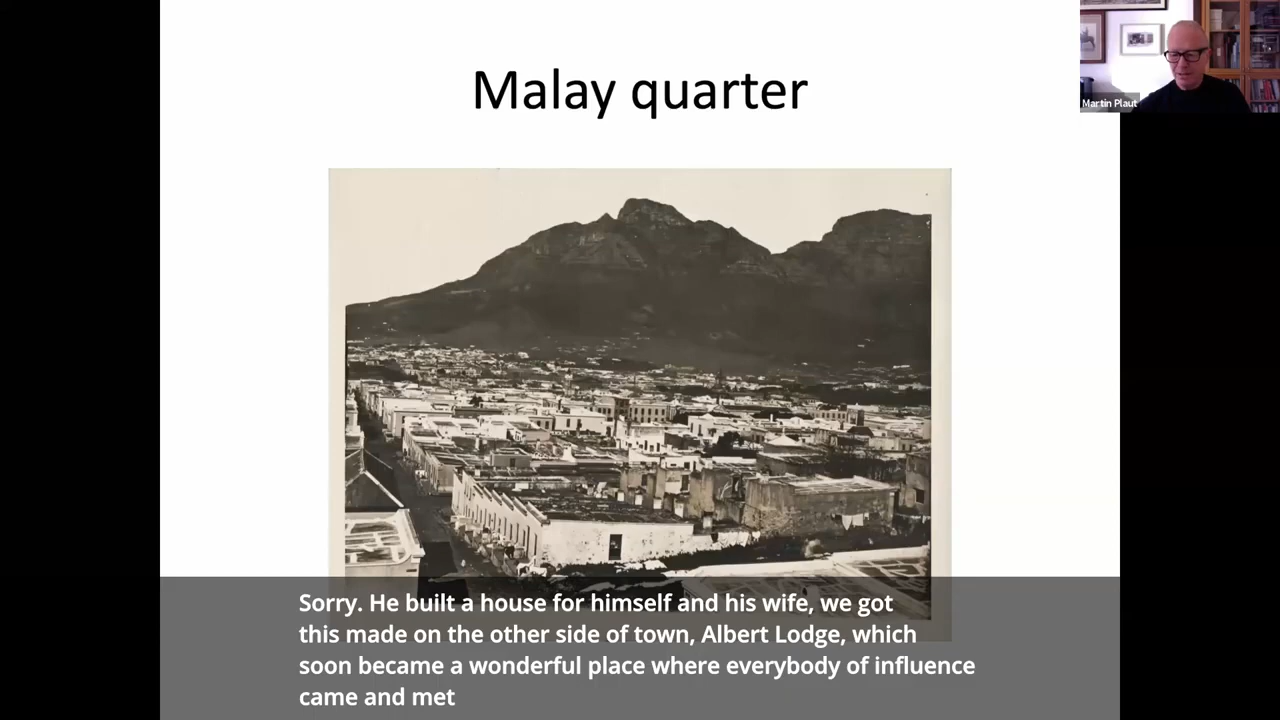 Malay quarter
Martin Plaut
Sorry. He built a house for himself and his wife, we got
this made on the other side of town, Albert Lodge, which
soon became a wonderful place where everybody of influence
came and met